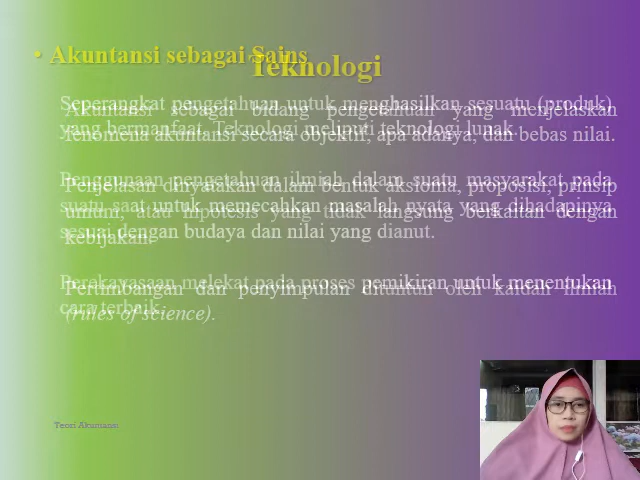 • Akuntansi sebagai Sains
Teknologi
Seperangkat pengetahuan untuk menghasilkan sesuatu (produk)
yang bermanfaat. Teknologi meliputi teknologi lunak.
Akuntansi sebagai bidang pengetahuan yang menjelaskan
fenomena akuntansi secara objektif, apa adanya, dan bebas nilai.
Penggunaan pengetahuan ilmiah dalam suatu masyarakat pada
suatu saat untuk memecahkan masalah nyata yang dihadapinya
sesuai dengan budaya dan nilai yang dianut.
Penjelasan dinyatakan dalam bentuk aksioma, proposisi, prinsip
umum, atau hipotesis yang tidak langsung berkaitan dengan
kebijakan.
Perekayasaan melekat pada proses pemikiran untuk menentukan
cara terbaik.
Pertimbangan dan penyimpulan dituntun oleh kaidah ilmiah
(rules of science).
Teori Akuntansi